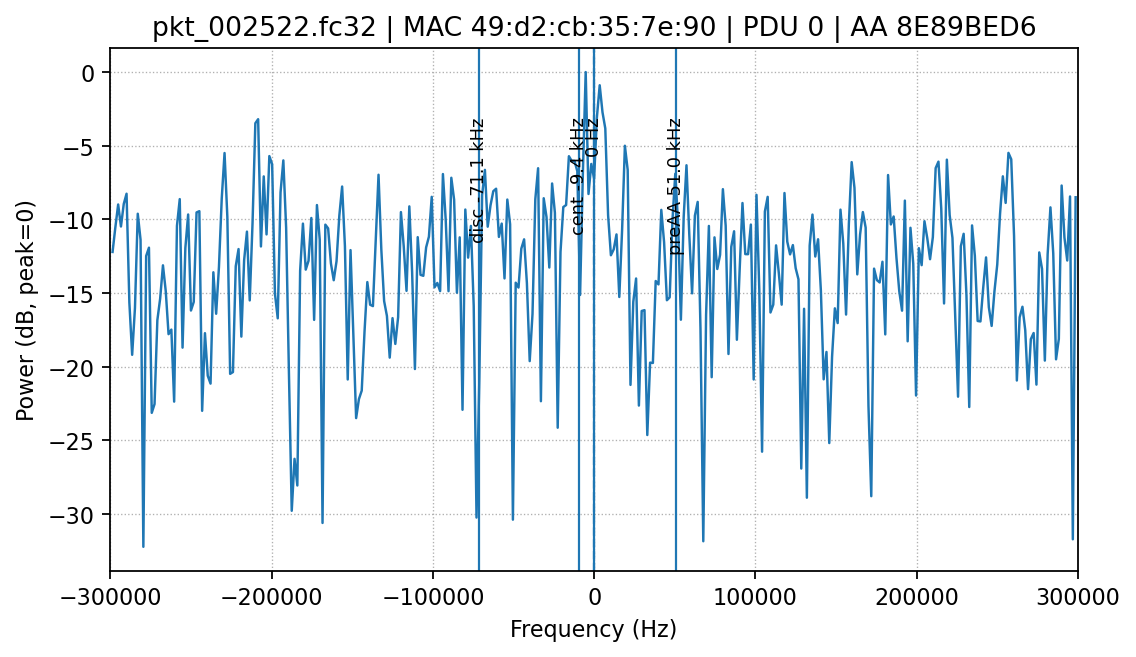 pkt_002522.fc32 | MAC 49:d2:cb:35:7e:90 | PDU 0 | AA 8E89BED6
Power (dB, peak=0)
0
−5
−10
−15
−20
−25
−30
disc -71.1 kHz
cent -9.4 kHz
0 Hz
preAA 51.0 kHz
−300000
−200000
−100000
0
100000
200000
300000
Frequency (Hz)